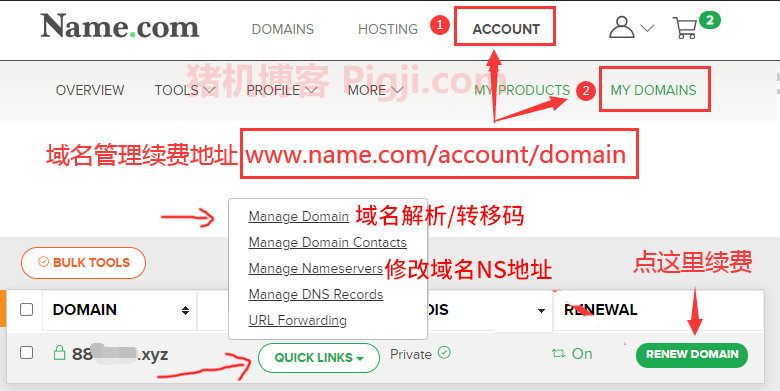 Name.com
DOMAINS HOSTING 1 ACCOUNT 2
猪机博客 Pigji.com
OVERVIEW TOOLS PROFILE MORE MY PRODUCTS 2 MY DOMAINS
域名管理续费地址 www.name.com/account/domain
Manage Domain 域名解析/转移码
Manage Domain Contacts
Manage Nameservers 修改域名NS地址
Manage DNS Records
URL Forwarding
BULK TOOLS
点这里续费
DOMAIN OIS RENEWAL
88 .xyz QUICK LINKS Private On RENEW DOMAIN